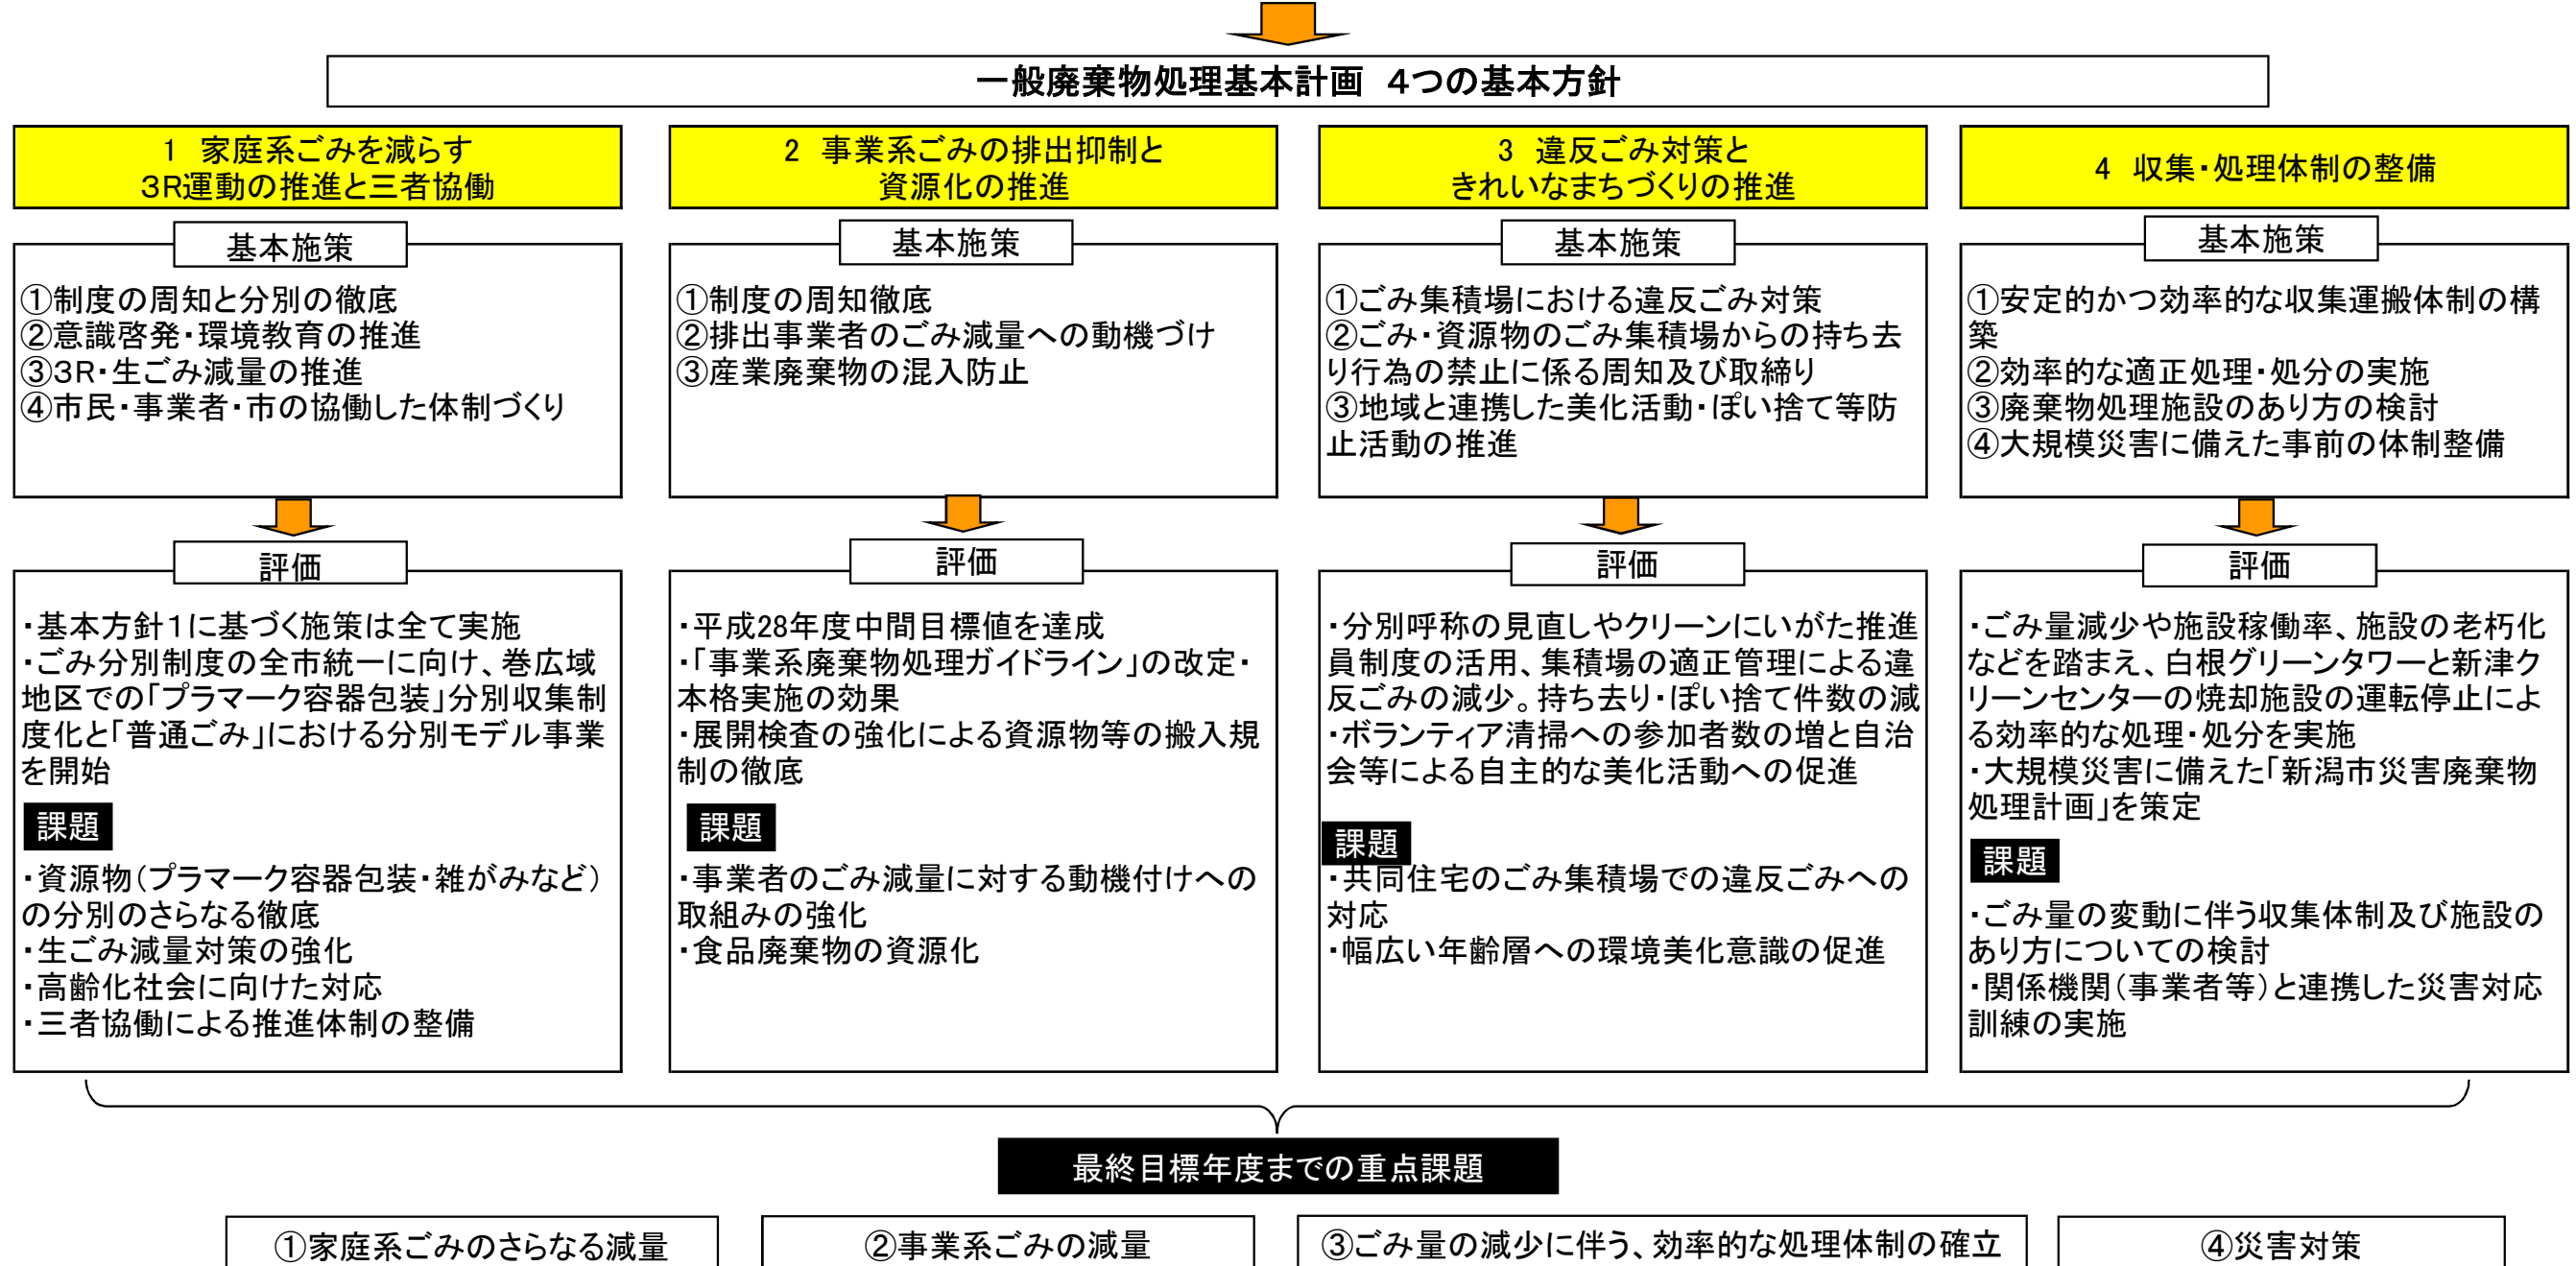 一般廃棄物処理基本計画 4つの基本方針
1 家庭系ごみを減らす
3R運動の推進と三者協働
基本施策
①制度の周知と分別の徹底
②意識啓発・環境教育の推進
③3R・生ごみ減量の推進
④市民・事業者・市の協働した体制づくり
評価
・基本方針1に基づく施策は全て実施
・ごみ分別制度の全市統一に向け、巻広域
地区での「プラマーク容器包装」分別収集制
度化と「普通ごみ」における分別モデル事業
を開始
課題
・資源物(プラマーク容器包装・雑がみなど)
の分別のさらなる徹底
・生ごみ減量対策の強化
・高齢化社会に向けた対応
・三者協働による推進体制の整備
2 事業系ごみの排出抑制と
資源化の推進
基本施策
①制度の周知徹底
②排出事業者のごみ減量への動機づけ
③産業廃棄物の混入防止
評価
・平成28年度中間目標値を達成
・「事業系廃棄物処理ガイドライン」の改定・
本格実施の効果
・展開検査の強化による資源物等の搬入規
制の徹底
課題
・事業者のごみ減量に対する動機付けへの
取組みの強化
・食品廃棄物の資源化
3 違反ごみ対策と
きれいなまちづくりの推進
基本施策
①ごみ集積場における違反ごみ対策
②ごみ・資源物のごみ集積場からの持ち去
り行為の禁止に係る周知及び取締り
③地域と連携した美化活動・ぽい捨て等防
止活動の推進
評価
・分別呼称の見直しやクリーンにいがた推進
員制度の活用、集積場の適正管理による違
反ごみの減少。持ち去り・ぽい捨て件数の減
・ボランティア清掃への参加者数の増と自治
会等による自主的な美化活動への促進
課題
・共同住宅のごみ集積場での違反ごみへの
対応
・幅広い年齢層への環境美化意識の促進
4 収集・処理体制の整備
基本施策
①安定的かつ効率的な収集運搬体制の構
築
②効率的な適正処理・処分の実施
③廃棄物処理施設のあり方の検討
④大規模災害に備えた事前の体制整備
評価
・ごみ量減少や施設稼働率、施設の老朽化
などを踏まえ、白根グリーンタワーと新津ク
リーンセンターの焼却施設の運転停止によ
る効率的な処理・処分を実施
・大規模災害に備えた「新潟市災害廃棄物
処理計画」を策定
課題
・ごみ量の変動に伴う収集体制及び施設の
あり方についての検討
・関係機関(事業者等)と連携した災害対応
訓練の実施
最終目標年度までの重点課題
①家庭系ごみのさらなる減量
②事業系ごみの減量
③ごみ量の減少に伴う、効率的な処理体制の確立
④災害対策